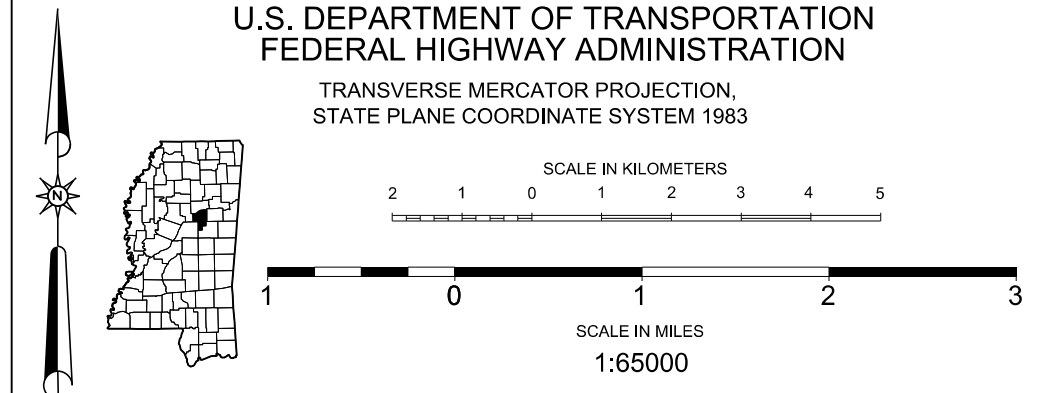 U.S. DEPARTMENT OF TRANSPORTATION
FEDERAL HIGHWAY ADMINISTRATION
TRANSVERSE MERCATOR PROJECTION,
STATE PLANE COORDINATE SYSTEM 1983
SCALE IN KILOMETERS
2 1 0 1 2 3 4 5
N
1 0 1 2 3
SCALE IN MILES
1:65000